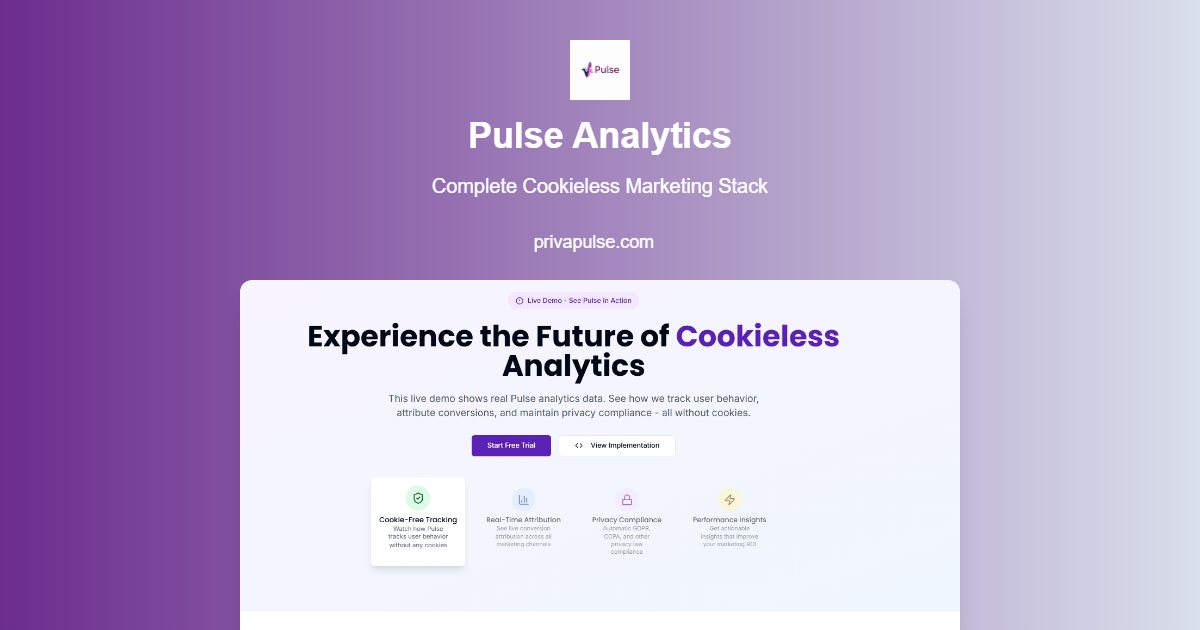 Pulse
Pulse Analytics
Complete Cookieless Marketing Stack
privapulse.com
Live Demo - See Pulse in Action
Experience the Future of Cookieless
Analytics
This live demo shows real Pulse analytics data. See how we track user behavior,
attribute conversions, and maintain privacy compliance - all without cookies.
Start Free Trial
View Implementation
Cookie-Free Tracking
Watch how Pulse
tracks user behavior
without any cookies
Real-Time Attribution
See live conversion
attribution across all
marketing channels
Privacy Compliance
Automatic GDPR,
CCPA, and other
privacy law
compliance
Performance Insights
Get actionable
insights that improve
your marketing ROI